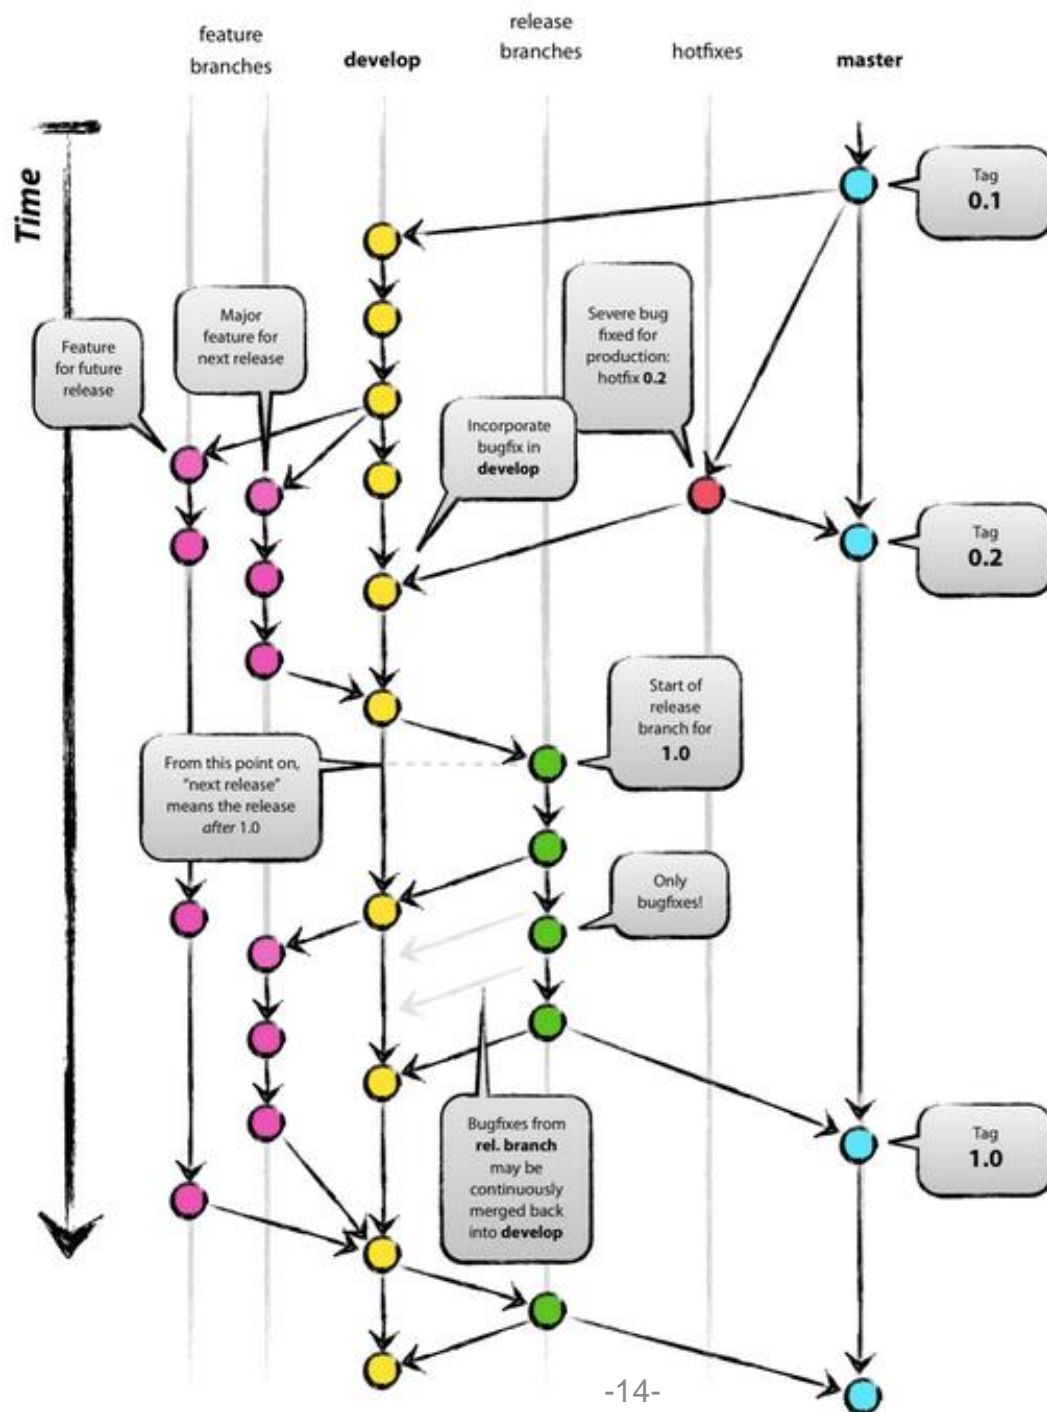 feature
branches
develop
release
branches
hotfixes
master
Time
Tag
0.1
Major
feature for
next release
Feature
for future
release
Severe bug
fixed for
production:
hotfix 0.2
Incorporate
bugfix in
develop
Tag
0.2
Start of
release
branch for
1.0
From this point on,
“next release”
means the release
after 1.0
Only
bugfixes!
Bugfixes from
rel. branch
may be
continuously
merged back
into develop
Tag
1.0
-14-